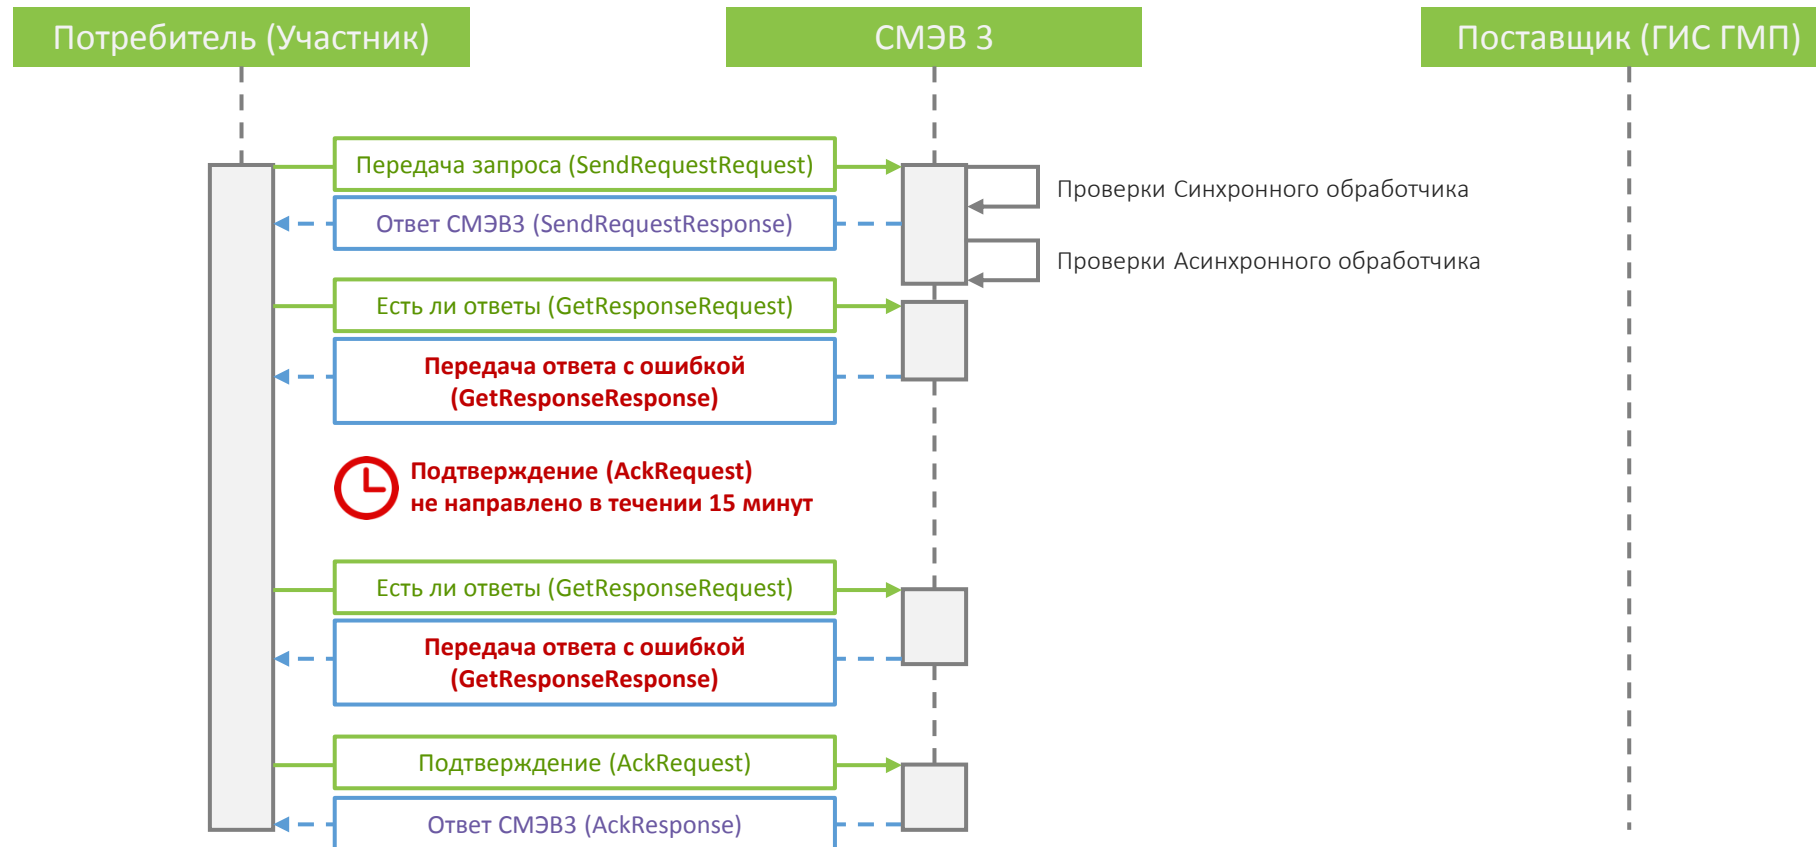 Потребитель (Участник)
СМЭВ 3
Поставщик (ГИС ГМП)
Передача запроса (SendRequestRequest)
Проверки Синхронного обработчика
Ответ СМЭВ3 (SendRequestResponse)
Проверки Асинхронного обработчика
Есть ли ответы (GetResponseRequest)
Передача ответа с ошибкой
(GetResponseResponse)
Подтверждение (AckRequest)
не направлено в течении 15 минут
Есть ли ответы (GetResponseRequest)
Передача ответа с ошибкой
(GetResponseResponse)
Подтверждение (AckRequest)
Ответ СМЭВ3 (AckResponse)